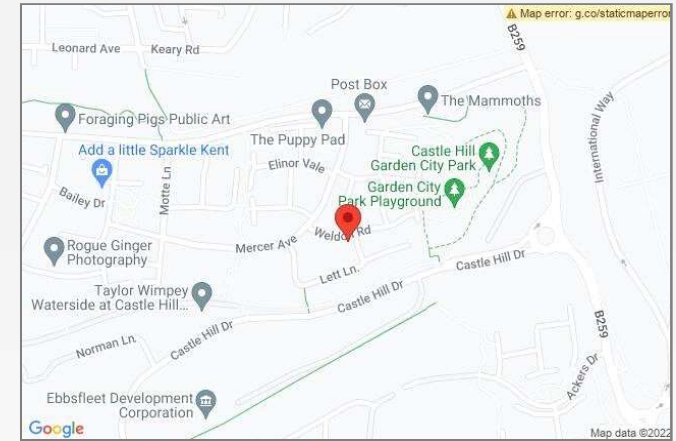 Map error: g.co/staticmaperror
B259
Leonard Ave
Keary Rd
International Way
Post Box
The Mammoths
Foraging Pigs Public Art
The Puppy Pad
Add a little Sparkle Kent
Castle Hill
Garden City Park
Elinor Vale
Motte Ln
Bailey Dr
Garden City
Park Playground
Weldon Rd
Mercer Ave
Rogue Ginger
Photography
Lett Ln.
Castle Hill Dr
Taylor Wimpey
Waterside at Castle Hill...
Castle Hill Dr
Castle Hill Dr
B259
Norman Ln
Ackers Dr
Ebbsfleet Development
Corporation
Google
Map data ©2022